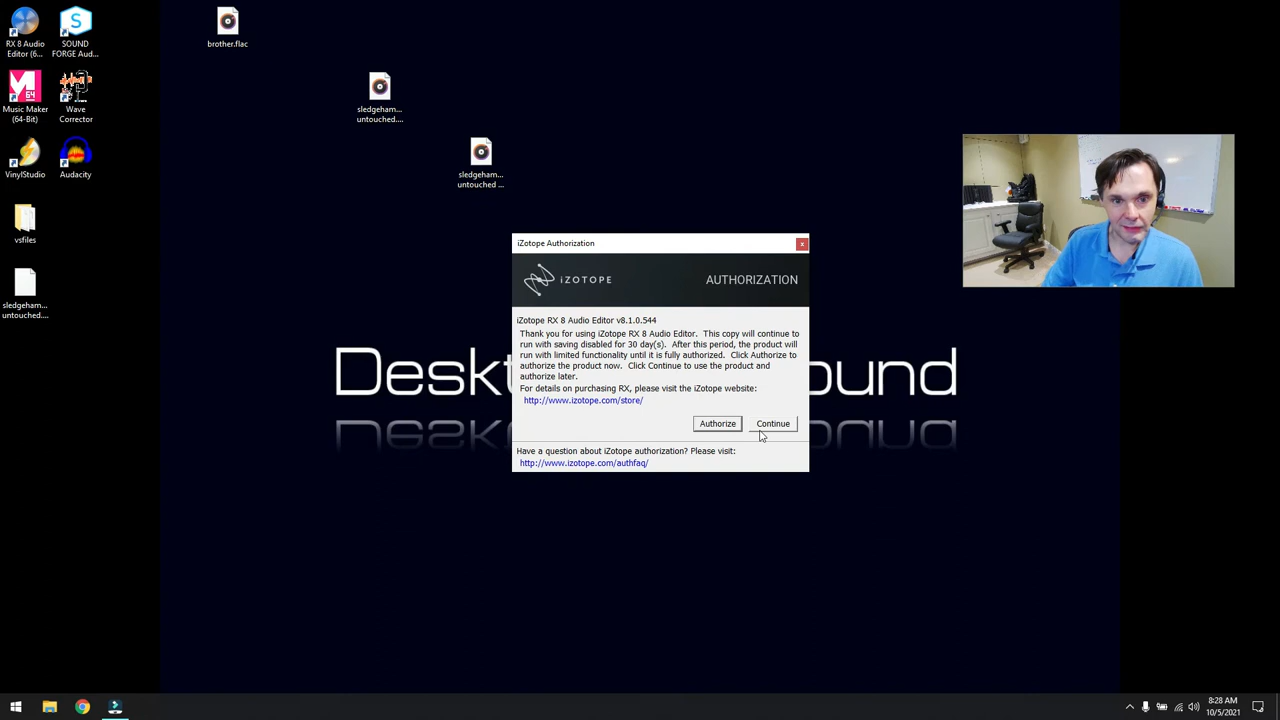 RX 8 Audio
Editor (6...
SOUND
FORGE Aud...
brother.flac
Music Maker
(64-Bit)
Wave
Corrector
sledgeham...
untouched....
VinylStudio
Audacity
sledgeham...
untouched ...
vsfiles
sledgeham...
untouched....
iZotope Authorization
iZOTOPE
AUTHORIZATION
iZotope RX 8 Audio Editor v8.1.0.544
Thank you for using iZotope RX 8 Audio Editor. This copy will continue to
run with saving disabled for 30 day(s). After this period, the product will
run with limited functionality until it is fully authorized. Click Authorize to
authorize the product now. Click Continue to use the product and
authorize later.
For details on purchasing RX, please visit the iZotope website:
http://www.izotope.com/store/
Authorize
Continue
Have a question about iZotope authorization? Please visit:
http://www.izotope.com/authfaq/
8:28 AM
10/5/2021